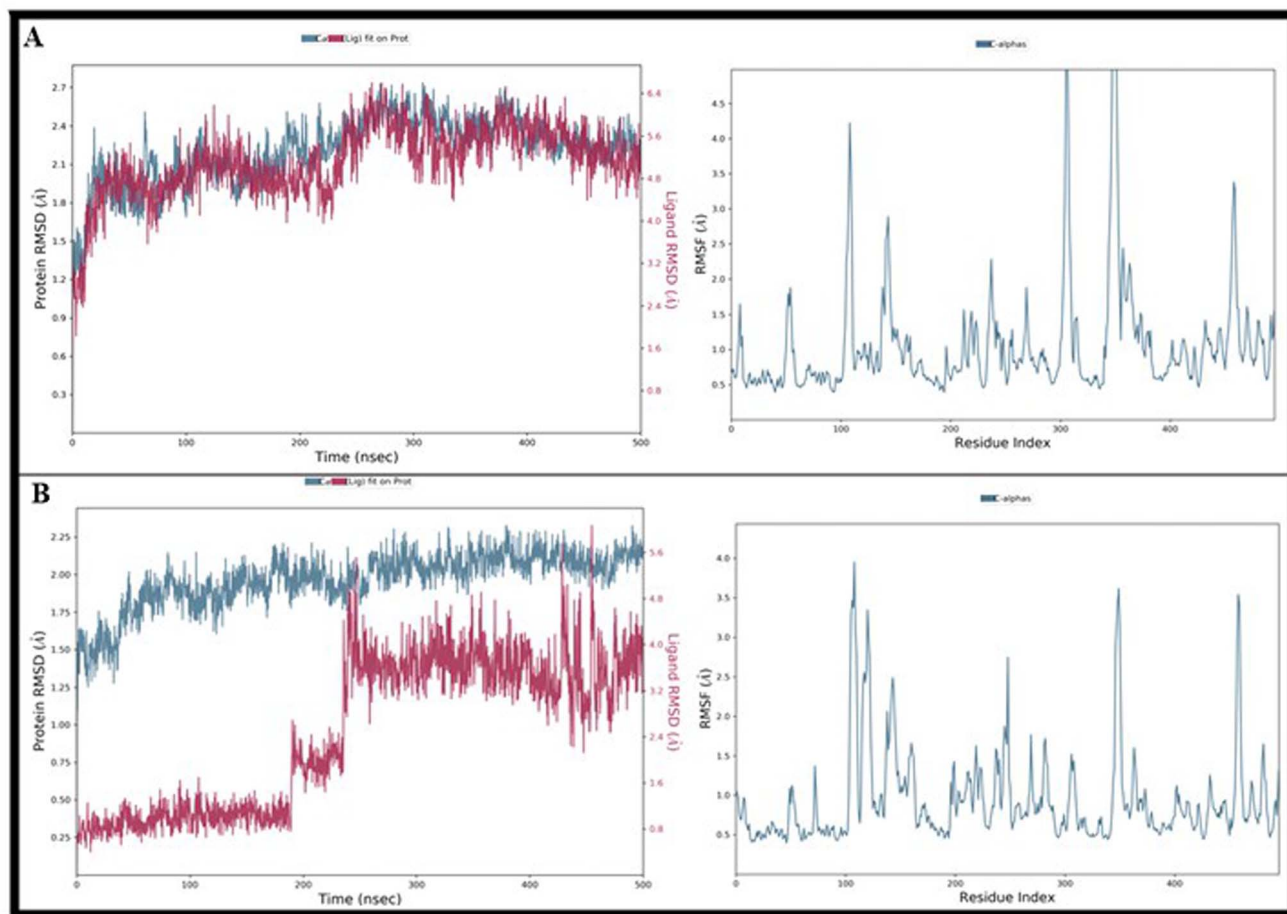 A
Cα (Lig) fit on Prot
C-alphas
Protein RMSD (Å)
2.7
2.4
2.1
1.8
1.5
1.2
0.9
0.6
0.3
6.4
5.6
4.8
4.0
3.2
2.4
1.6
0.8
Ligand RMSD (Å)
0 100 200 300 400 500
Time (nsec)
RMSF (Å)
4.5
4.0
3.5
3.0
2.5
2.0
1.5
1.0
0.5
0 100 200 300 400
Residue Index
B
(Lig) fit on Prot
C-alphas
Protein RMSD (Å)
2.25
2.00
1.75
1.50
1.25
1.00
0.75
0.50
0.25
5.6
4.8
4.0
3.2
2.4
1.6
0.8
Ligand RMSD (Å)
0 100 200 300 400 500
Time (nsec)
RMSF (Å)
4.0
3.5
3.0
2.5
2.0
1.5
1.0
0.5
0 100 200 300 400
Residue Index